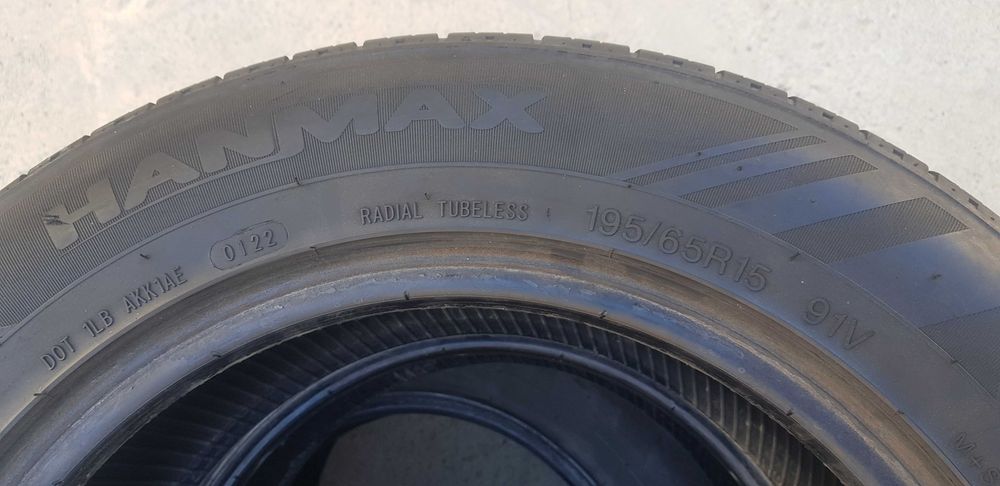 HANMAX
DOT 1LB AKK1AE 0122
RADIAL TUBELESS
195/65R15 91V
M+S